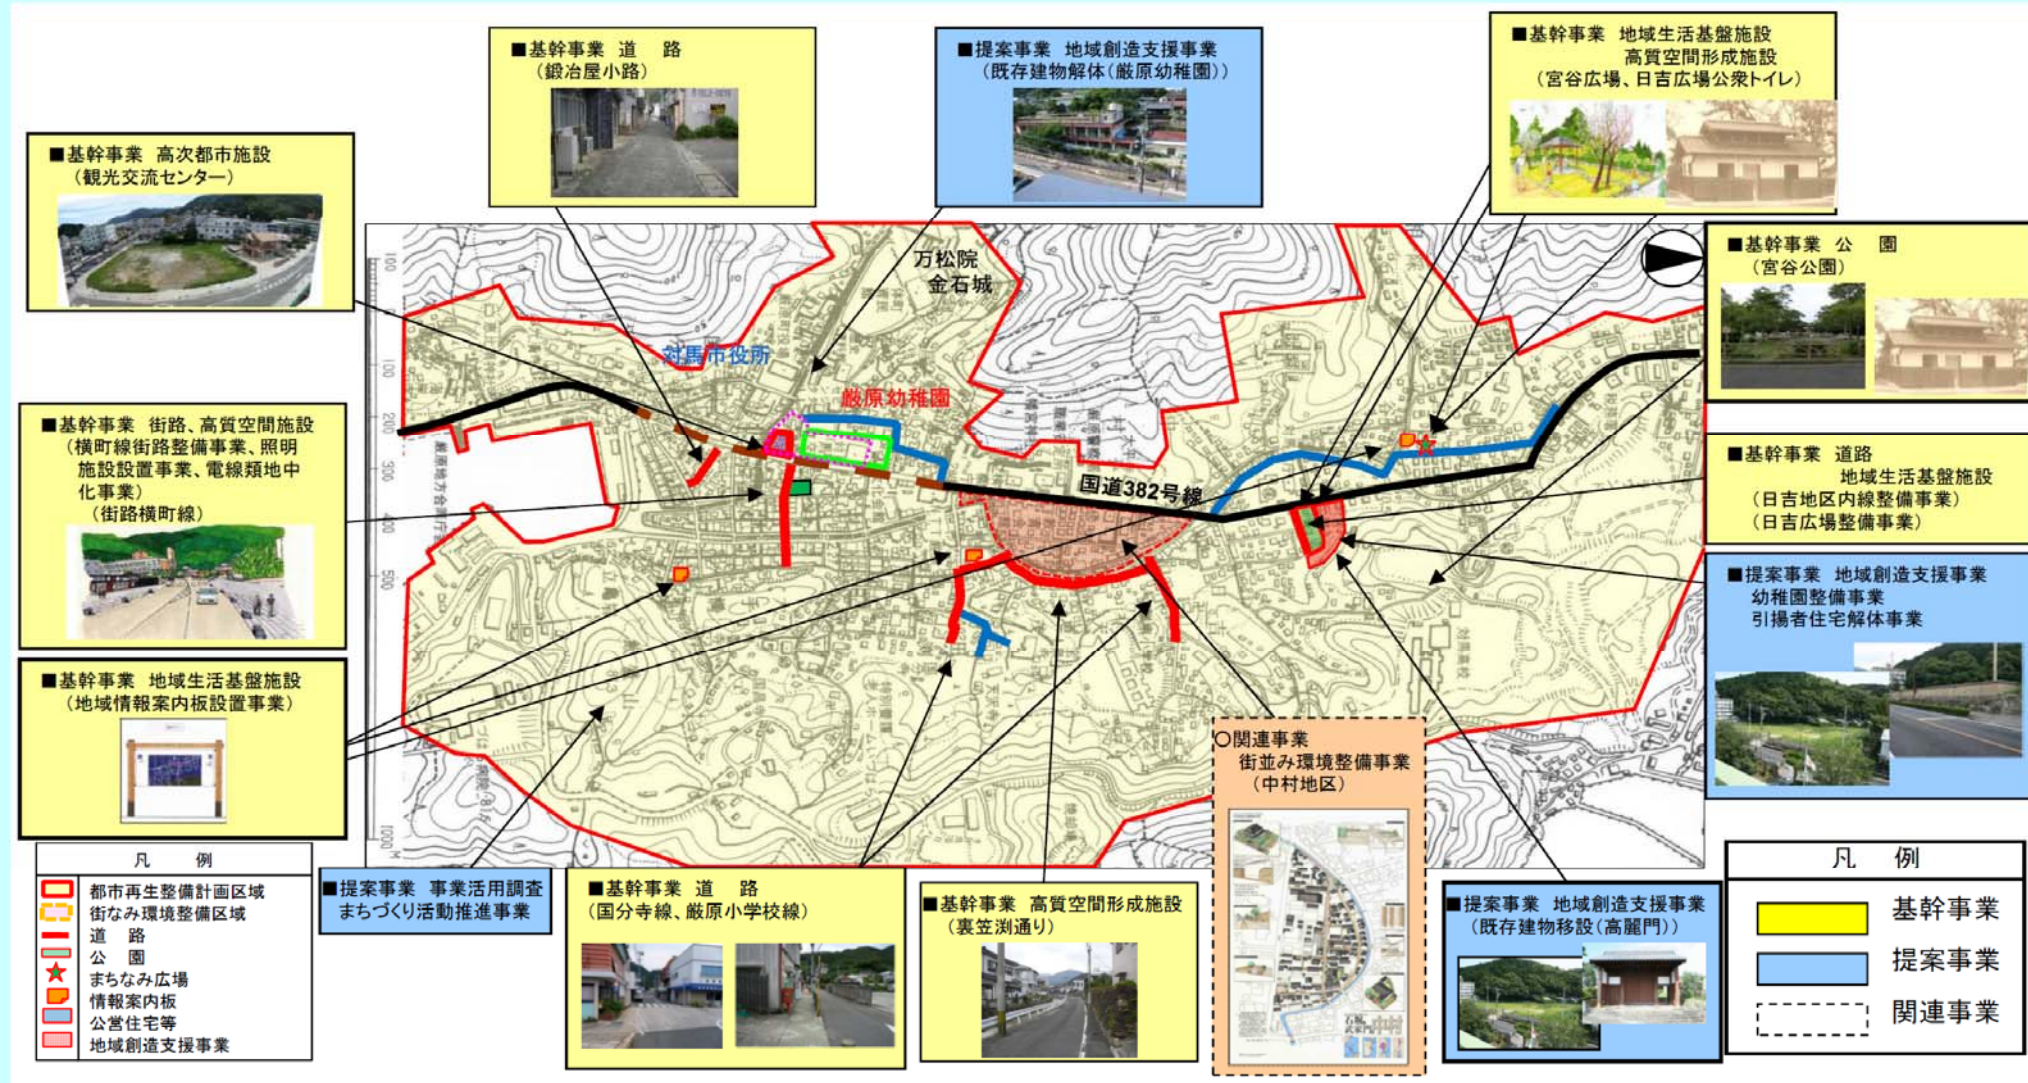 ■基幹事業 道　路
（鍛冶屋小路）
■提案事業 地域創造支援事業
（既存建物解体（厳原幼稚園））
■基幹事業 地域生活基盤施設
高質空間形成施設
（宮谷広場、日吉広場公衆トイレ）
■基幹事業 高次都市施設
（観光交流センター）
■基幹事業 公　園
（宮谷公園）
■基幹事業 街路、高質空間施設
（横町線街路整備事業、照明
施設設置事業、電線類地中
化事業）
（街路横町線）
■基幹事業 道路
地域生活基盤施設
（日吉地区内線整備事業）
（日吉広場整備事業）
■提案事業 地域創造支援事業
幼稚園整備事業
引揚者住宅解体事業
■基幹事業 地域生活基盤施設
（地域情報案内板設置事業）
万松院
金石城
対馬市役所
厳原幼稚園
国道382号線
対馬高校
100
0
100
200
300
400
500
1000 M
○関連事業
街並み環境整備事業
（中村地区）
凡　例
都市再生整備計画区域
街なみ環境整備区域
道　路
公　園
まちなみ広場
情報案内板
公営住宅等
地域創造支援事業
■提案事業 事業活用調査
まちづくり活動推進事業
■基幹事業 道　路
（国分寺線、厳原小学校線）
■基幹事業 高質空間形成施設
（裏笠渕通り）
■提案事業 地域創造支援事業
（既存建物移設（高麗門））
凡　例
基幹事業
提案事業
関連事業